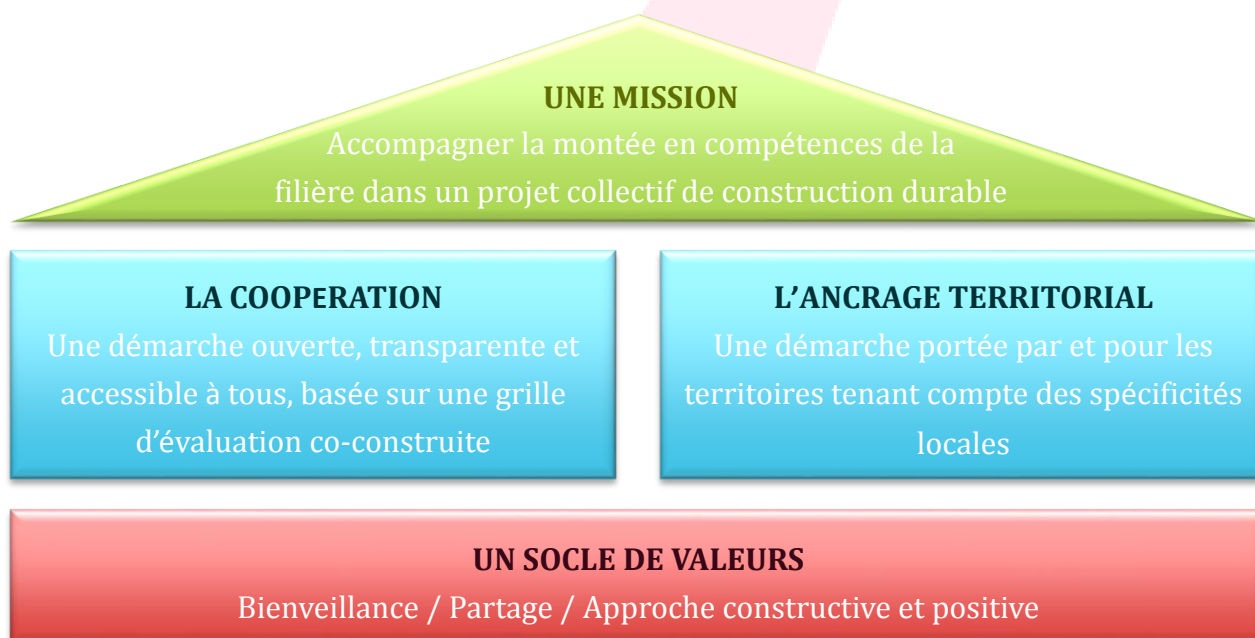 UNE MISSION
Accompagner la montée en compétences de la
filière dans un projet collectif de construction durable
LA COOPERATION
Une démarche ouverte, transparente et
accessible à tous, basée sur une grille
d’évaluation co-construite
L’ANCRAGE TERRITORIAL
Une démarche portée par et pour les
territoires tenant compte des spécificités
locales
UN SOCLE DE VALEURS
Bienveillance / Partage / Approche constructive et positive